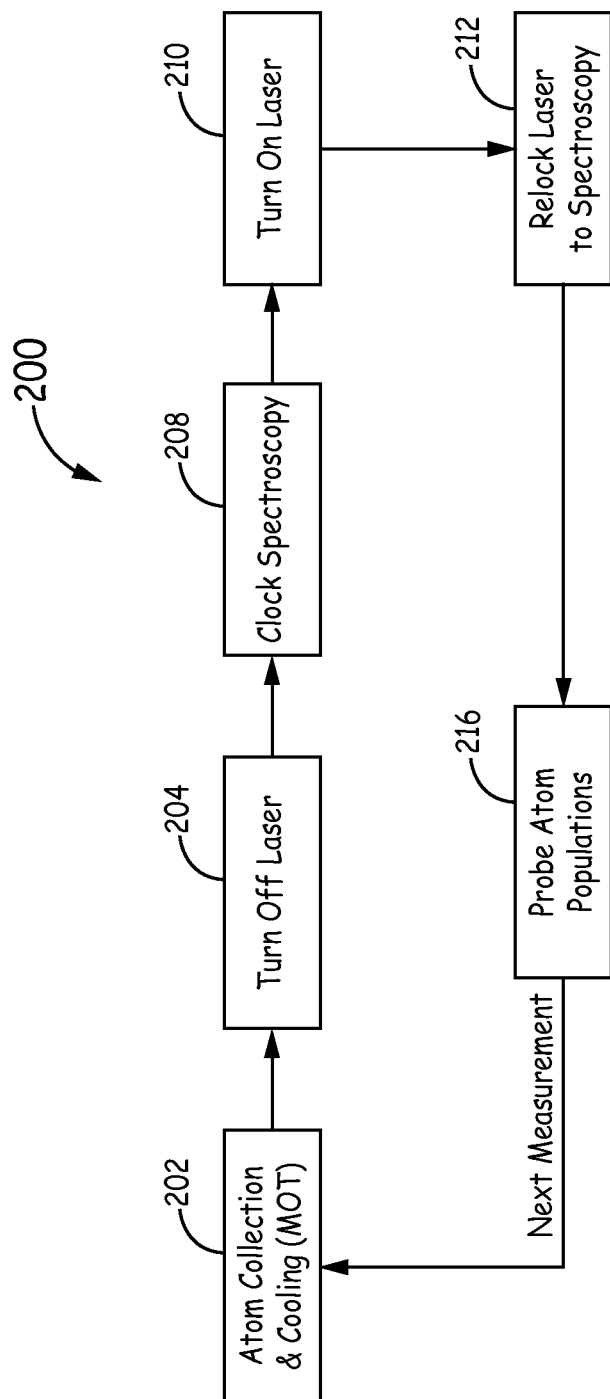 200
202
Atom Collection
& Cooling (MOT)
204
Turn Off Laser
208
Clock Spectroscopy
210
Turn On Laser
212
Relock Laser
to Spectroscopy
216
Probe Atom
Populations
Next Measurement